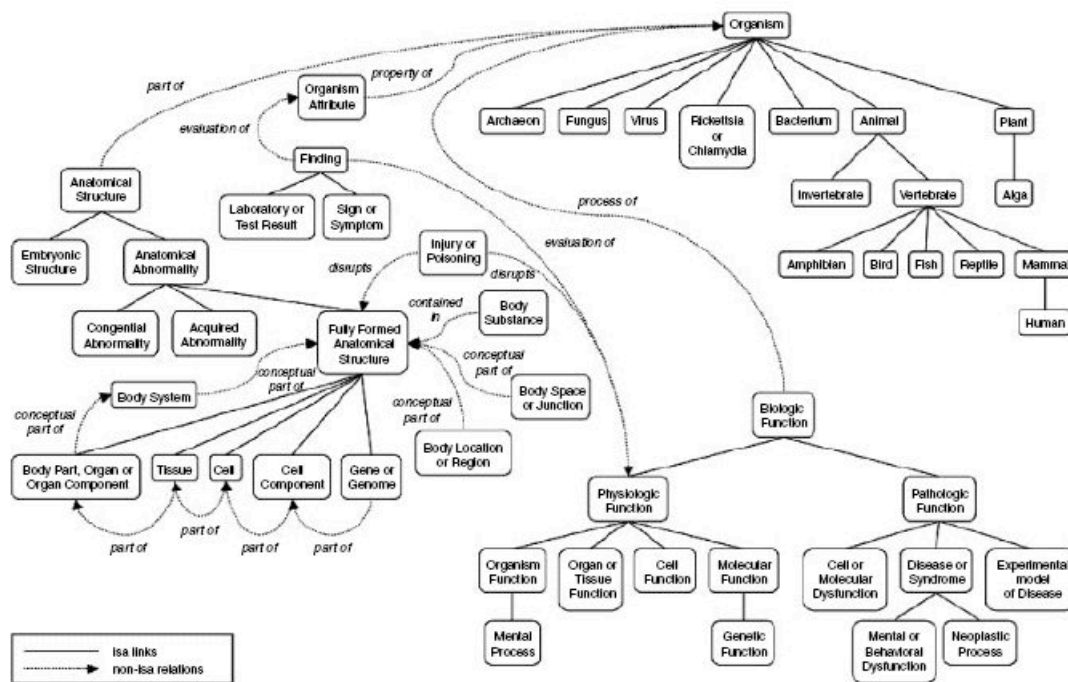 Organism
part of
Organism
Attribute
property of
evaluation of
Archaeon
Fungus
Virus
Rickettsia
or
Chlamydia
Bacterium
Animal
Plant
Anatomical
Structure
Finding
Invertebrate
Vertebrate
Alga
Laboratory or
Test Result
Sign or
Symptom
process of
Embryonic
Structure
Anatomical
Abnormality
Injury or
Poisoning
evaluation of
disrupts
disrupts
Amphibian
Bird
Fish
Reptile
Mammal
Congential
Abnormality
Acquired
Abnormality
Fully Formed
Anatomical
Structure
contained
in
Body
Substance
Human
conceptual
part of
conceptual
part of
Body System
Body Space
or Junction
conceptual
part of
conceptual
part of
Body Location
or Region
Biologic
Function
Body Part, Organ or
Organ Component
Tissue
Cell
Cell
Component
Gene or
Genome
Physiologic
Function
Pathologic
Function
part of
part of
part of
part of
Organism
Function
Organ or
Tissue
Function
Cell
Function
Molecular
Function
Cell or
Molecular
Dysfunction
Disease or
Syndrome
Experimental
model
of Disease
Mental
Process
Genetic
Function
Mental or
Behavioral
Dysfunction
Neoplastic
Process
isa links
non-isa relations